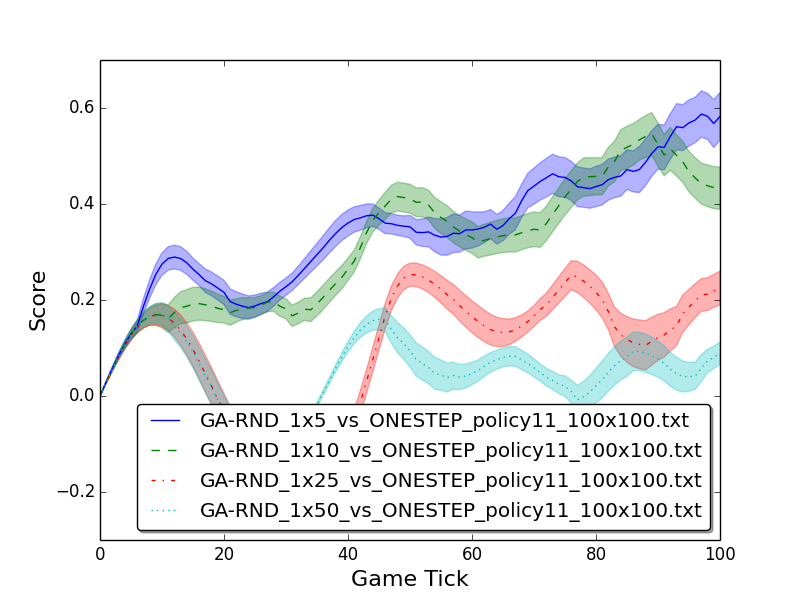 0.6
0.4
0.2
0.0
−0.2
Score
GA-RND_1x5_vs_ONESTEP_policy11_100x100.txt
GA-RND_1x10_vs_ONESTEP_policy11_100x100.txt
GA-RND_1x25_vs_ONESTEP_policy11_100x100.txt
GA-RND_1x50_vs_ONESTEP_policy11_100x100.txt
0 20 40 60 80 100
Game Tick